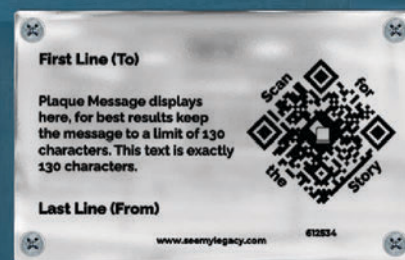 First Line (To)
Plaque Message displays
here, for best results keep
the message to a limit of 130
characters. This text is exactly
130 characters.
Last Line (From)
Scan for
the Story
www.seemylegacy.com
612534